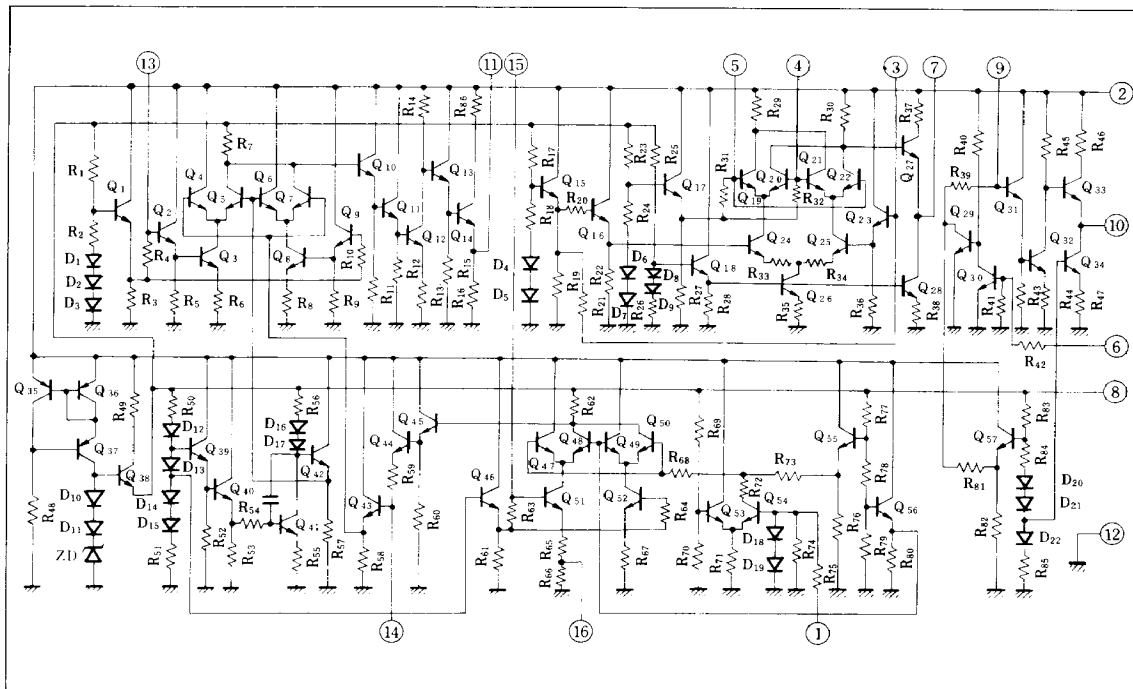 ⑬ ⑪ ⑮ ⑤ ④ ③ ⑦ ⑨
②
R14 R86 R29 R30 R37 R40 R45 R46
R1 Q1 Q2 Q4 Q5 R7 Q6 Q7 Q10 Q13 R17 Q15 R23 R25 Q17 R31 Q20 Q21 Q22 Q27 R39 Q31 Q33
R2 R4 Q3 Q8 Q9 R10 Q11 Q12 Q14 R18 R20 Q16 R24 Q19 R32 Q23 Q29 Q30 Q32 Q34 ⑩
D1 D2 D3 D4 D5 D6 D7 D8 D9 Q18 Q24 Q25 R33 R34 Q26 Q28
R3 R5 R6 R8 R9 R11 R12 R13 R16 R15 R19 R21 R22 R26 R27 R28 R35 R36 R38 R41 R43 R44 R47
R42 ⑥
Q35 Q36 R49 R50 R56 Q45 R62 Q50 R69 R77 R83 ⑧
Q37 Q38 D12 D13 Q39 D16 D17 Q42 Q44 R59 Q46 Q47 Q48 Q49 R68 R73 Q55 R78 Q57 R84
D10 D11 ZD D14 D15 Q40 R54 Q41 Q43 R60 R63 Q51 Q52 R64 Q53 R72 Q54 D18 D19 Q56 R81 D20 D21 D22
R48 R51 R52 R53 R55 R57 R58 R61 R65 R66 R67 R70 R71 R74 R75 R76 R79 R80 R82 R85 ⑫
⑭ ⑯ ①